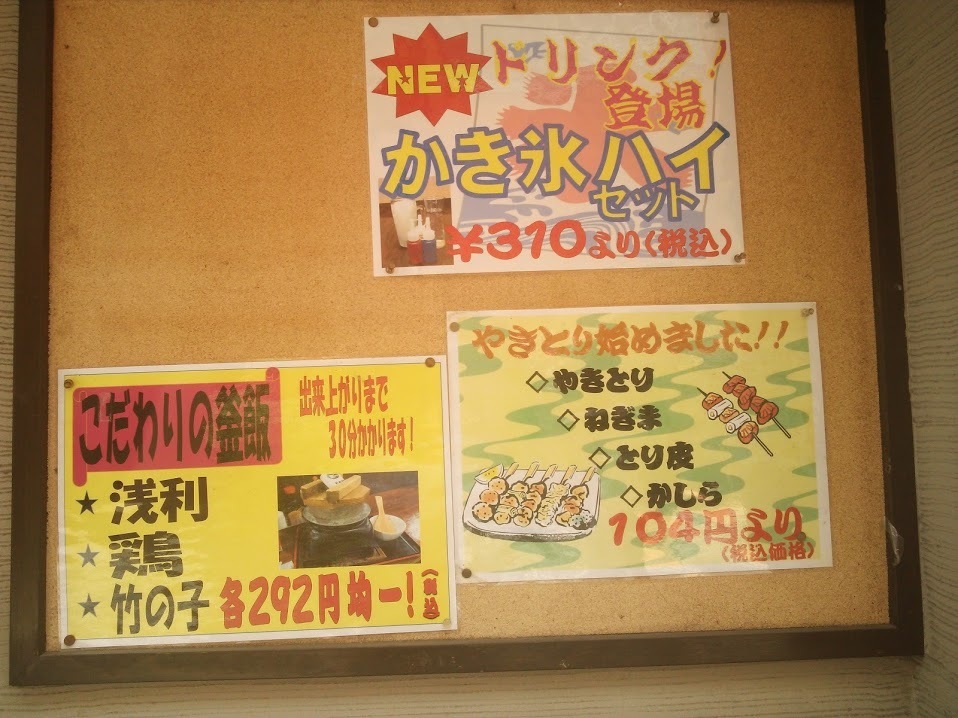 NEW
ドリンク!
登場
かき氷ハイ
セット
¥310より(税込)
やきとり始めました!!
◇やきとり
◇ねぎま
◇とり皮
◇かしら
104円より
(税込価格)
こだわりの釜飯
出来上がりまで
30分かかります!
★浅利
★鶏
★竹の子
各292円均一!(税込)